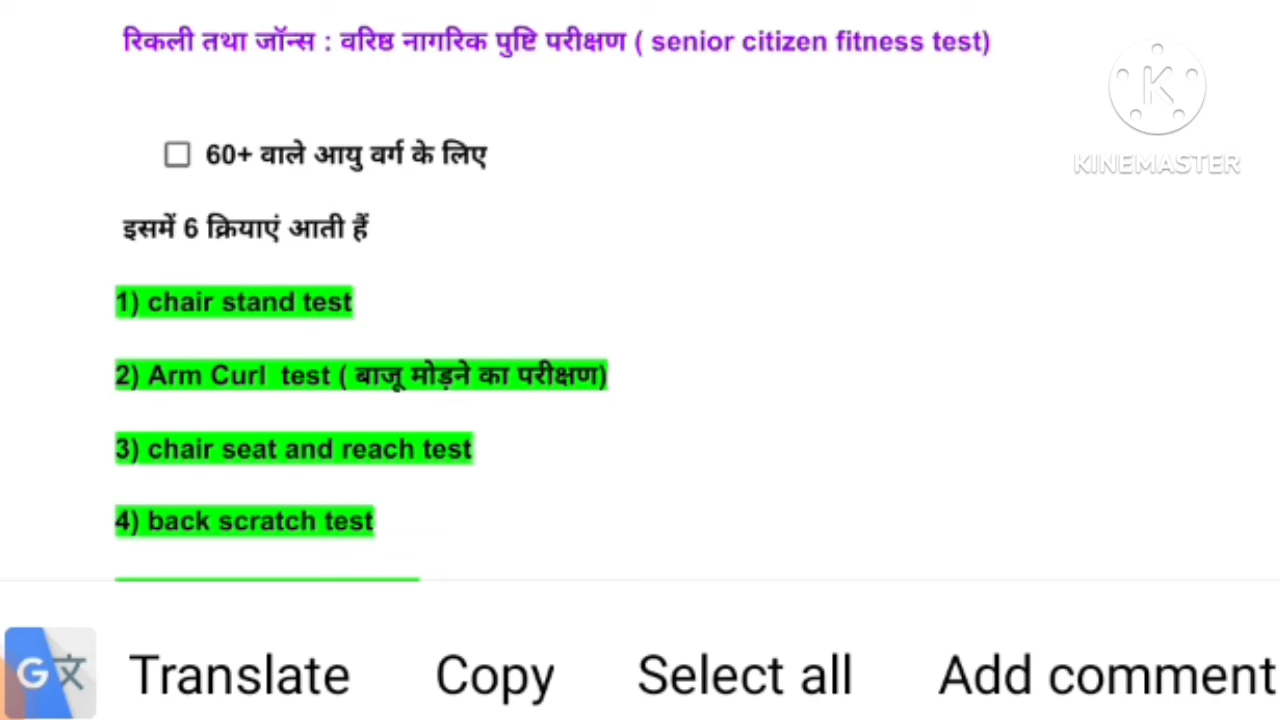 रिकली तथा जॉन्स : वरिष्ठ नागरिक पुष्टि परीक्षण ( senior citizen fitness test)
K
KINEMASTER
60+ वाले आयु वर्ग के लिए
इसमें 6 क्रियाएं आती हैं
1) chair stand test
2) Arm Curl test ( बाजू मोड़ने का परीक्षण)
3) chair seat and reach test
4) back scratch test
G文 Translate Copy Select all Add comment